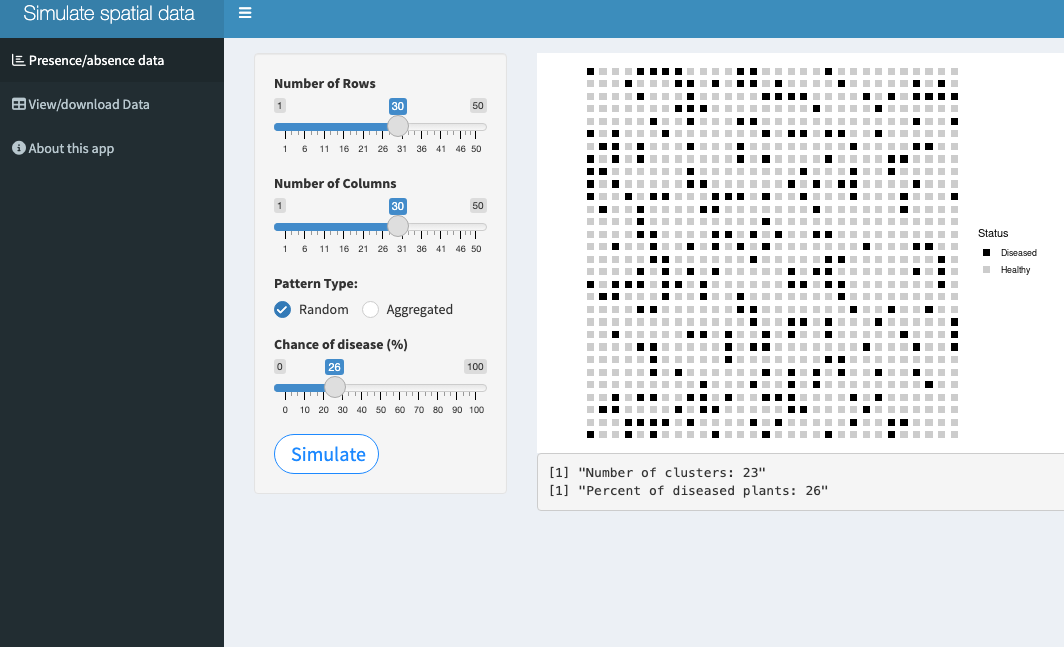 Simulate spatial data
Presence/absence data
View/download Data
About this app
Number of Rows
1 30 50
1 6 11 16 21 26 31 36 41 46 50
Number of Columns
1 30 50
1 6 11 16 21 26 31 36 41 46 50
Pattern Type:
Random Aggregated
Chance of disease (%)
0 26 100
0 10 20 30 40 50 60 70 80 90 100
Simulate
Status
Diseased
Healthy
[1] "Number of clusters: 23"
[1] "Percent of diseased plants: 26"